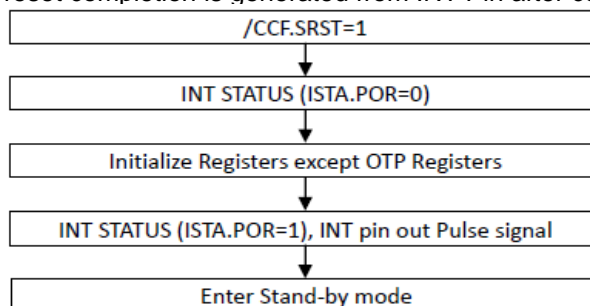 /CCF.SRST=1
INT STATUS (ISTA.POR=0)
Initialize Registers except OTP Registers
INT STATUS (ISTA.POR=1), INT pin out Pulse signal
Enter Stand-by mode